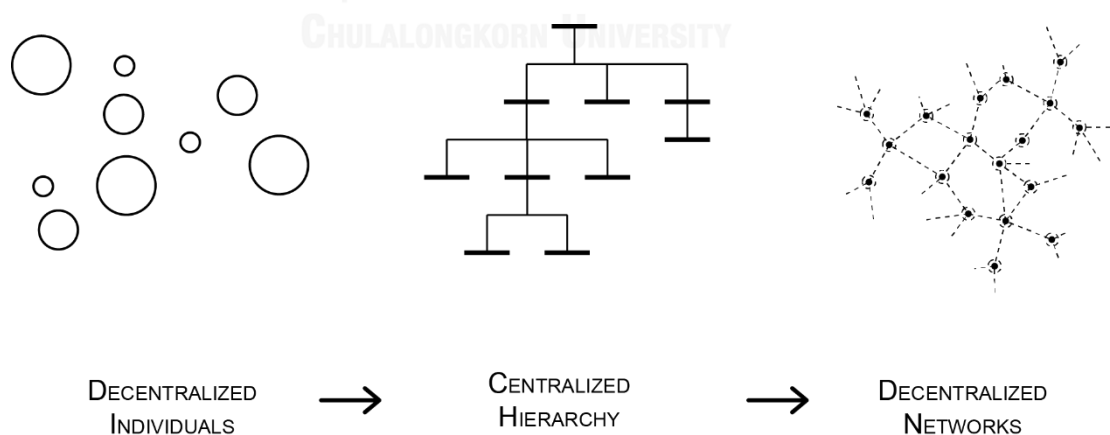 CHULALONGKORN UNIVERSITY
DECENTRALIZED
INDIVIDUALS
CENTRALIZED
HIERARCHY
DECENTRALIZED
NETWORKS